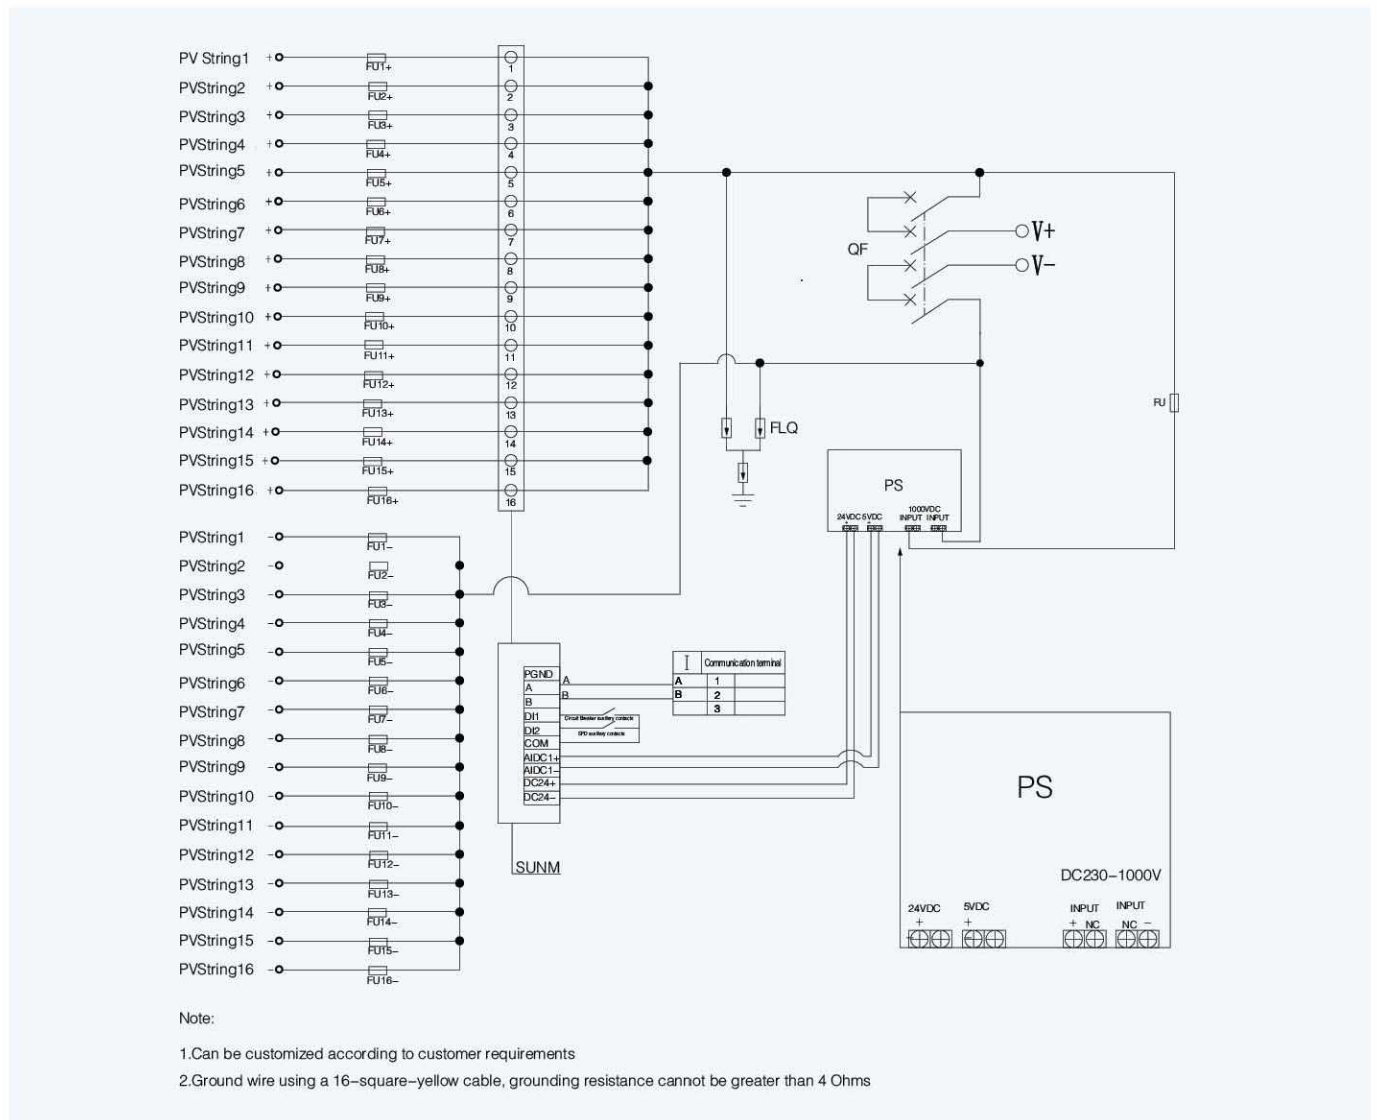 PV String1 + FU1+ 1
PVString2 + FU2+ 2
PVString3 + FU3+ 3
PVString4 + FU4+ 4
PVString5 + FU5+ 5
PVString6 + FU6+ 6
PVString7 + FU7+ 7
PVString8 + FU8+ 8
PVString9 + FU9+ 9
PVString10 + FU10+ 10
PVString11 + FU11+ 11
PVString12 + FU12+ 12
PVString13 + FU13+ 13
PVString14 + FU14+ 14
PVString15 + FU15+ 15
PVString16 + FU16+ 16
QF
V+
V−
FU
FLQ
PS
1000VDC
24VDC 5VDC INPUT INPUT
+ +
PVString1 − FU1−
PVString2 − FU2−
PVString3 − FU3−
PVString4 − FU4−
PVString5 − FU5−
PVString6 − FU6−
PVString7 − FU7−
PVString8 − FU8−
PVString9 − FU9−
PVString10 − FU10−
PVString11 − FU11−
PVString12 − FU12−
PVString13 − FU13−
PVString14 − FU14−
PVString15 − FU15−
PVString16 − FU16−
PGND
A A
B B
DI1 Circuit Breaker auxiliary contacts
DI2 SPD auxiliary contacts
COM
AIDC1+
AIDC1−
DC24+
DC24−
SUNM
I Communication terminal
A 1
B 2
3
PS
DC230−1000V
24VDC 5VDC INPUT INPUT
+ + + NC NC −
Note:
1.Can be customized according to customer requirements
2.Ground wire using a 16−square−yellow cable, grounding resistance cannot be greater than 4 Ohms